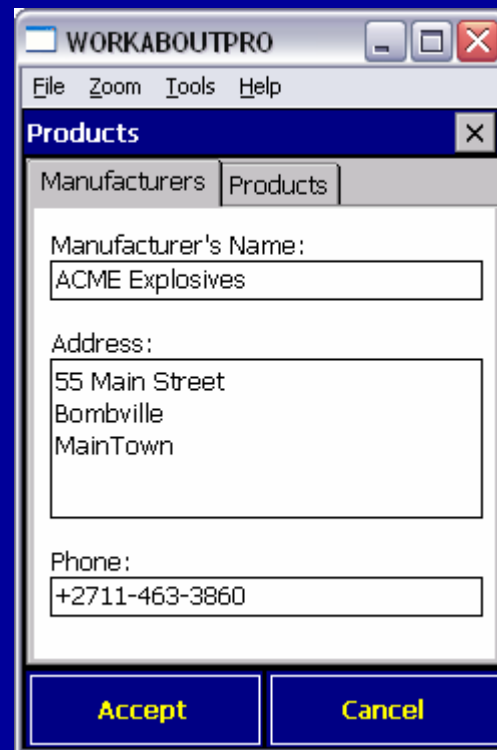 WORKABOUTPRO
File Zoom Tools Help
Products
Manufacturers Products
Manufacturer's Name:
ACME Explosives
Address:
55 Main Street
Bombville
MainTown
Phone:
+2711-463-3860
Accept Cancel